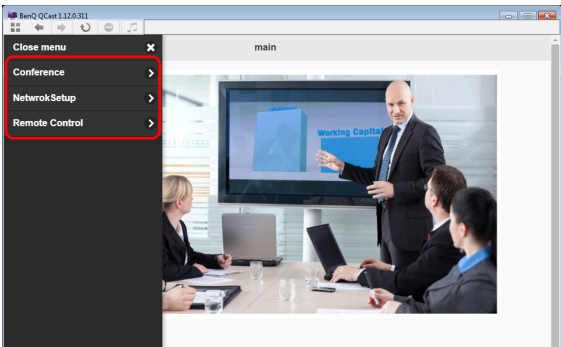 BenQ QCast 1.12.0.311
Close menu
main
Conference
NetwrokSetup
Remote Control
Working Capital